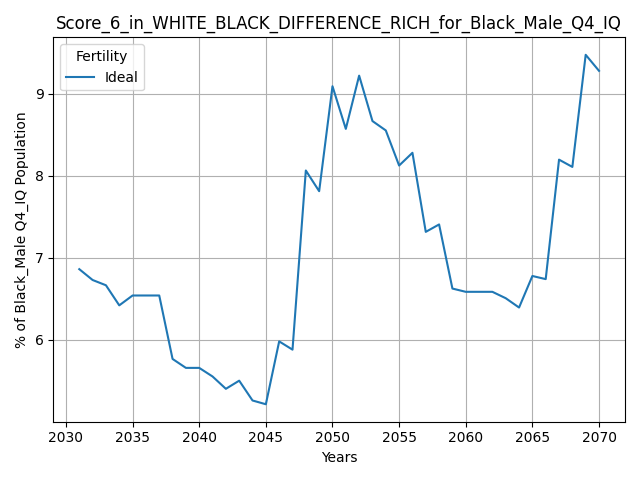 Score_6_in_WHITE_BLACK_DIFFERENCE_RICH_for_Black_Male_Q4_IQ
Fertility
Ideal
% of Black_Male Q4_IQ Population
9
8
7
6
2030 2035 2040 2045 2050 2055 2060 2065 2070
Years